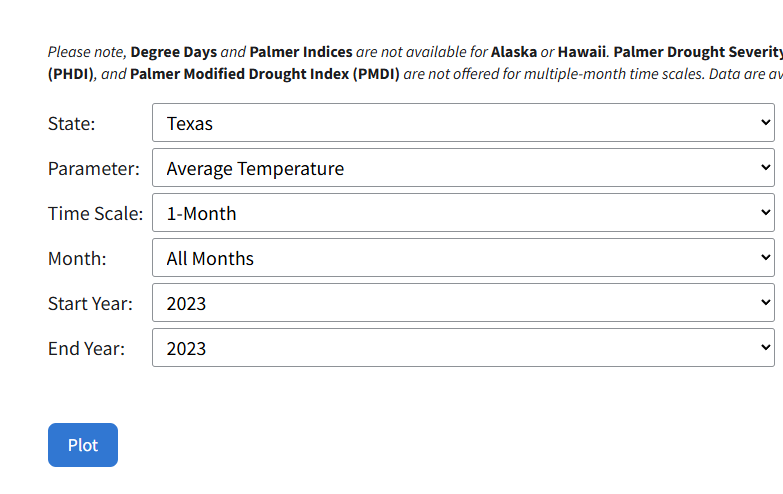 Please note, Degree Days and Palmer Indices are not available for Alaska or Hawaii. Palmer Drought Severity
(PHDI), and Palmer Modified Drought Index (PMDI) are not offered for multiple-month time scales. Data are av
State: Texas
Parameter: Average Temperature
Time Scale: 1-Month
Month: All Months
Start Year: 2023
End Year: 2023
Plot